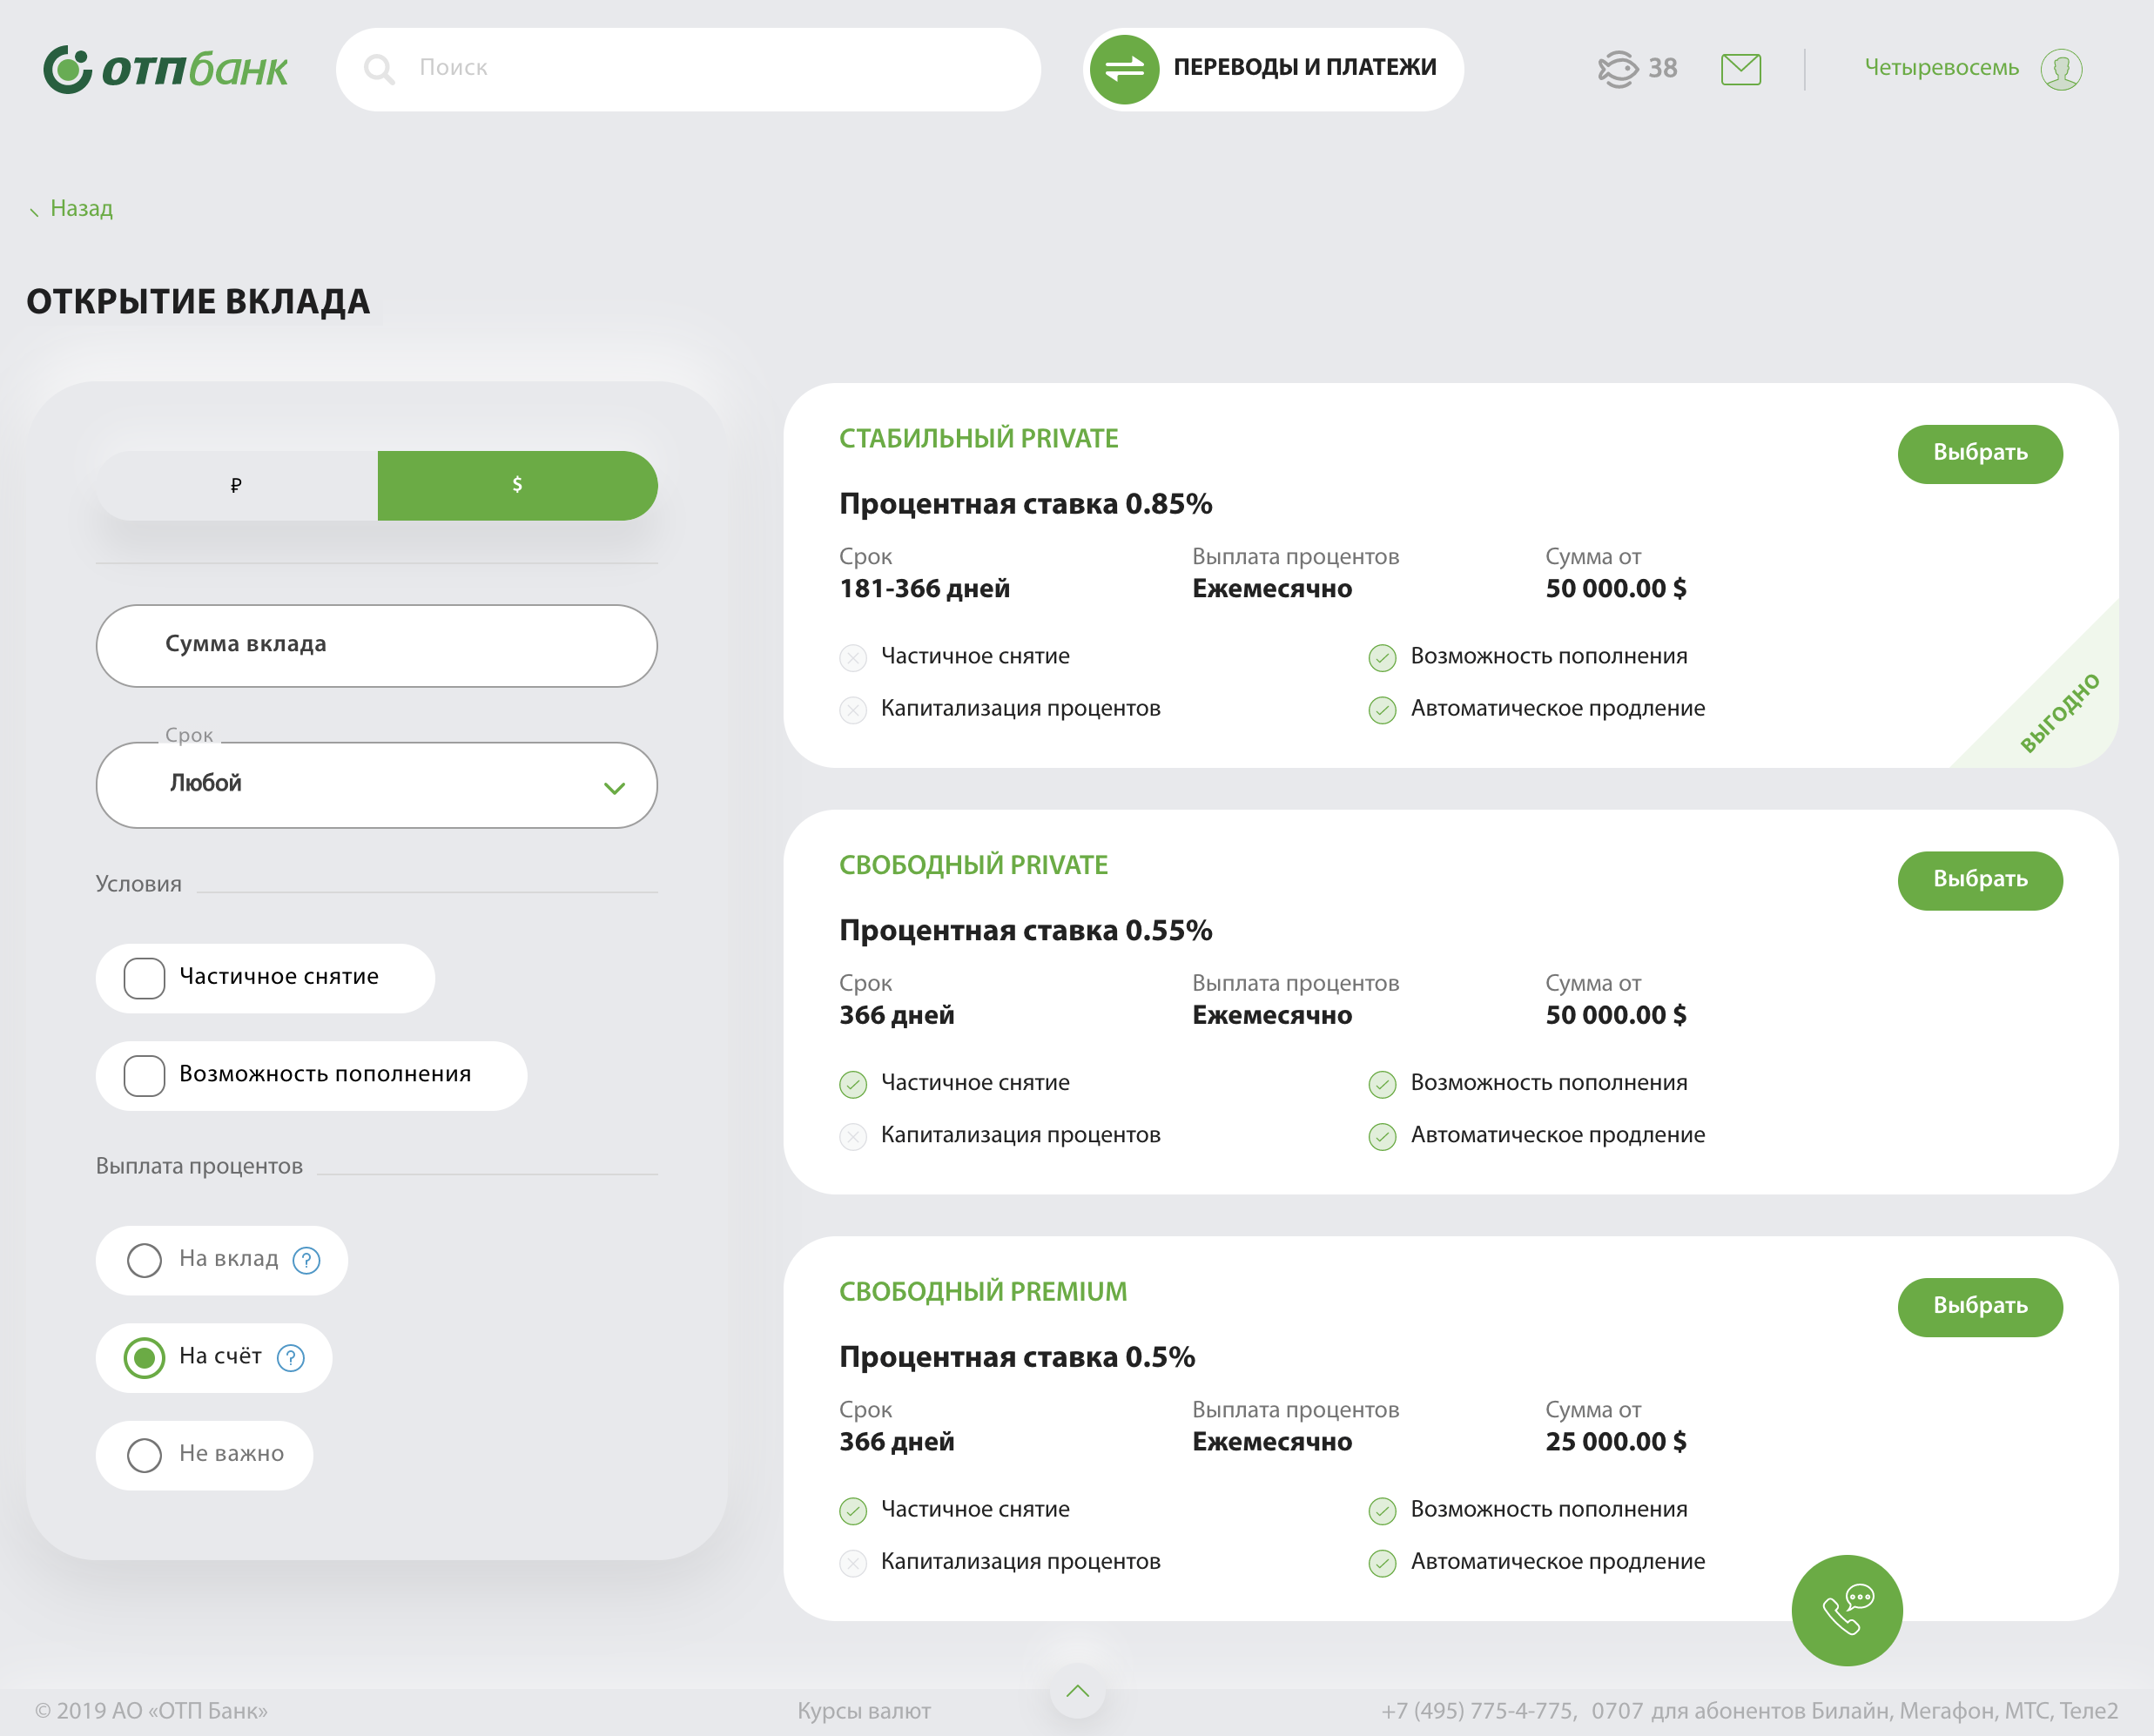 отпбанк
Поиск
ПЕРЕВОДЫ И ПЛАТЕЖИ
38
Четыревосемь
Назад
ОТКРЫТИЕ ВКЛАДА
₽
$
Сумма вклада
Срок
Любой
Условия
Частичное снятие
Возможность пополнения
Выплата процентов
На вклад ?
На счёт ?
Не важно
СТАБИЛЬНЫЙ PRIVATE
Выбрать
Процентная ставка 0.85%
Срок Выплата процентов Сумма от
181-366 дней Ежемесячно 50 000.00 $
Частичное снятие Возможность пополнения
Капитализация процентов Автоматическое продление
ВЫГОДНО
СВОБОДНЫЙ PRIVATE
Выбрать
Процентная ставка 0.55%
Срок Выплата процентов Сумма от
366 дней Ежемесячно 50 000.00 $
Частичное снятие Возможность пополнения
Капитализация процентов Автоматическое продление
СВОБОДНЫЙ PREMIUM
Выбрать
Процентная ставка 0.5%
Срок Выплата процентов Сумма от
366 дней Ежемесячно 25 000.00 $
Частичное снятие Возможность пополнения
Капитализация процентов Автоматическое продление
© 2019 АО «ОТП Банк» Курсы валют +7 (495) 775-4-775, 0707 для абонентов Билайн, Мегафон, МТС, Теле2